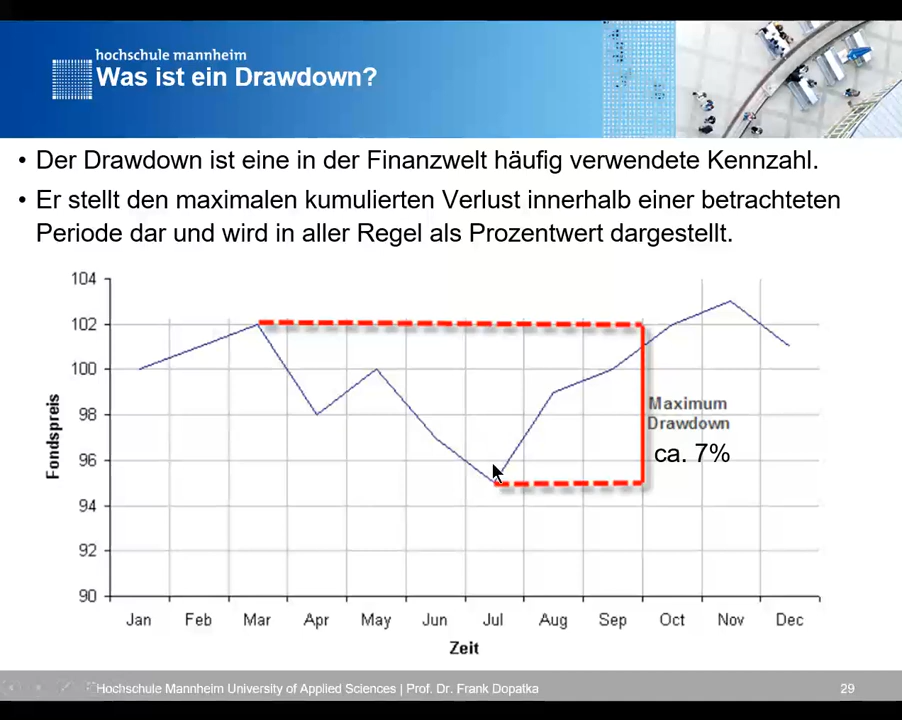 hochschule mannheim
Was ist ein Drawdown?
• Der Drawdown ist eine in der Finanzwelt häufig verwendete Kennzahl.
• Er stellt den maximalen kumulierten Verlust innerhalb einer betrachteten
Periode dar und wird in aller Regel als Prozentwert dargestellt.
104
102
100
98
96
94
92
90
Fondspreis
Maximum
Drawdown
ca. 7%
Jan Feb Mar Apr May Jun Jul Aug Sep Oct Nov Dec
Zeit
Hochschule Mannheim University of Applied Sciences | Prof. Dr. Frank Dopatka
29